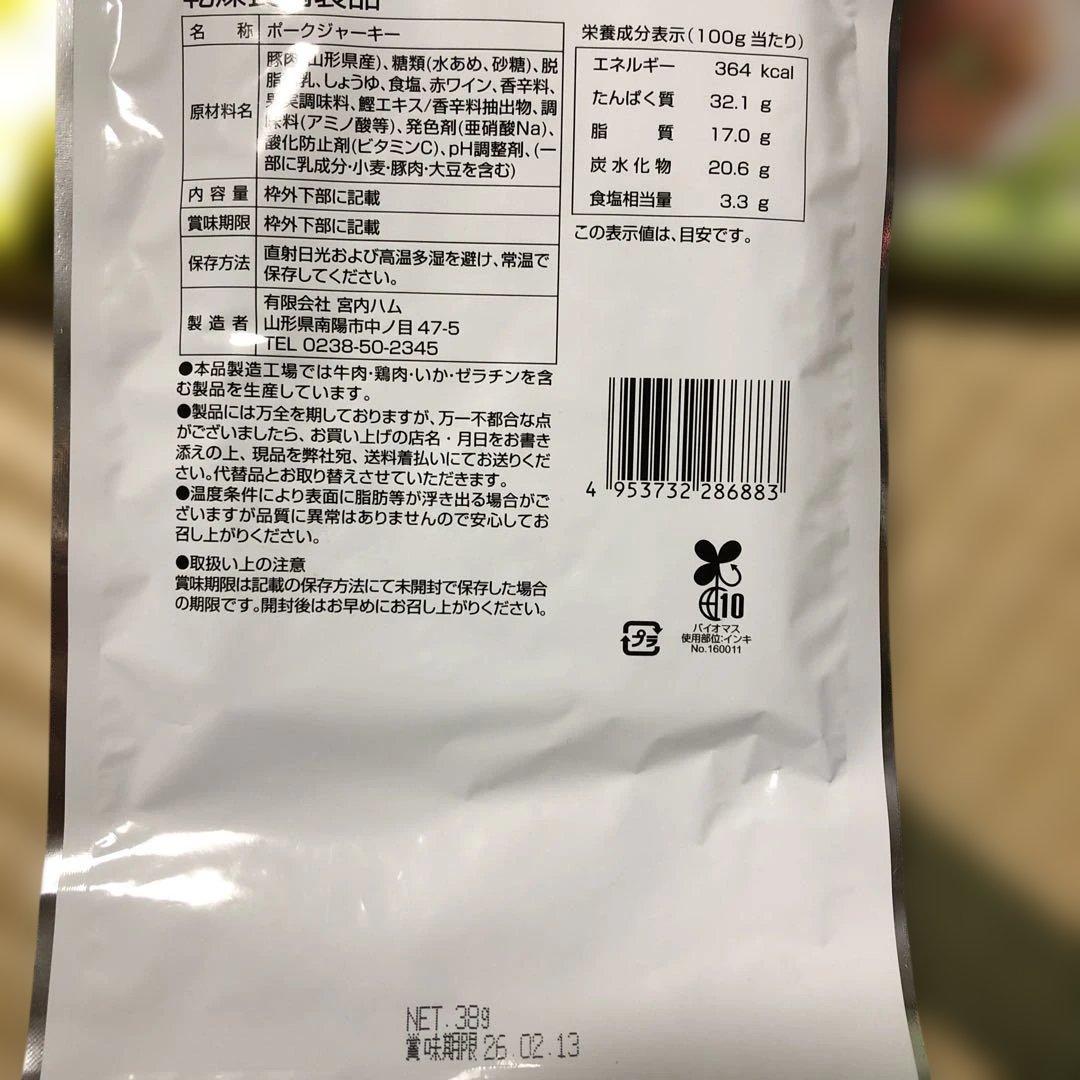 名称 ポークジャーキー
原材料名 豚肉(山形県産)、糖類(水あめ、砂糖)、脱
脂 乳、しょうゆ、食塩、赤ワイン、香辛料、
果実調味料、鰹エキス/香辛料抽出物、調
味料(アミノ酸等)、発色剤(亜硝酸Na)、
酸化防止剤(ビタミンC)、pH調整剤、(一
部に乳成分・小麦・豚肉・大豆を含む)
内容量 枠外下部に記載
賞味期限 枠外下部に記載
保存方法 直射日光および高温多湿を避け、常温で
保存してください。
製造者 有限会社 宮内ハム
山形県南陽市中ノ目47-5
TEL 0238-50-2345
●本品製造工場では牛肉・鶏肉・いか・ゼラチンを含
む製品を生産しています。
●製品には万全を期しておりますが、万一不都合な点
がございましたら、お買い上げの店名・月日をお書き
添えの上、現品を弊社宛、送料着払いにてお送りくだ
さい。代替品とお取り替えさせていただきます。
●温度条件により表面に脂肪等が浮き出る場合がご
ざいますが品質に異常はありませんので安心してお
召し上がりください。
●取扱い上の注意
賞味期限は記載の保存方法にて未開封で保存した場合
の期限です。開封後はお早めにお召し上がりください。
栄養成分表示(100g当たり)
エネルギー 364 kcal
たんぱく質 32.1 g
脂質 17.0 g
炭水化物 20.6 g
食塩相当量 3.3 g
この表示値は、目安です。
4 953732 286883
10
バイオマス
使用部位:インキ
No.160011
プラ
NET.38g
賞味期限 26.02.13